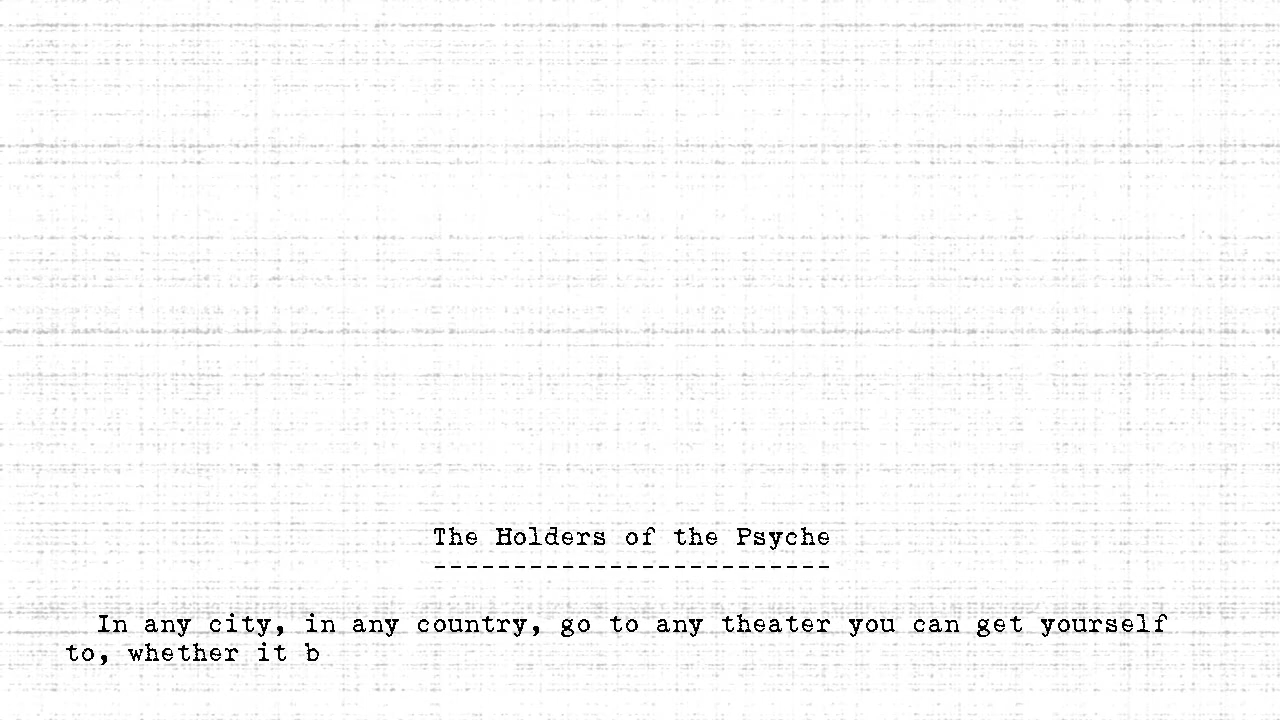 The Holders of the Psyche
-------------------------
In any city, in any country, go to any theater you can get yourself
to, whether it b